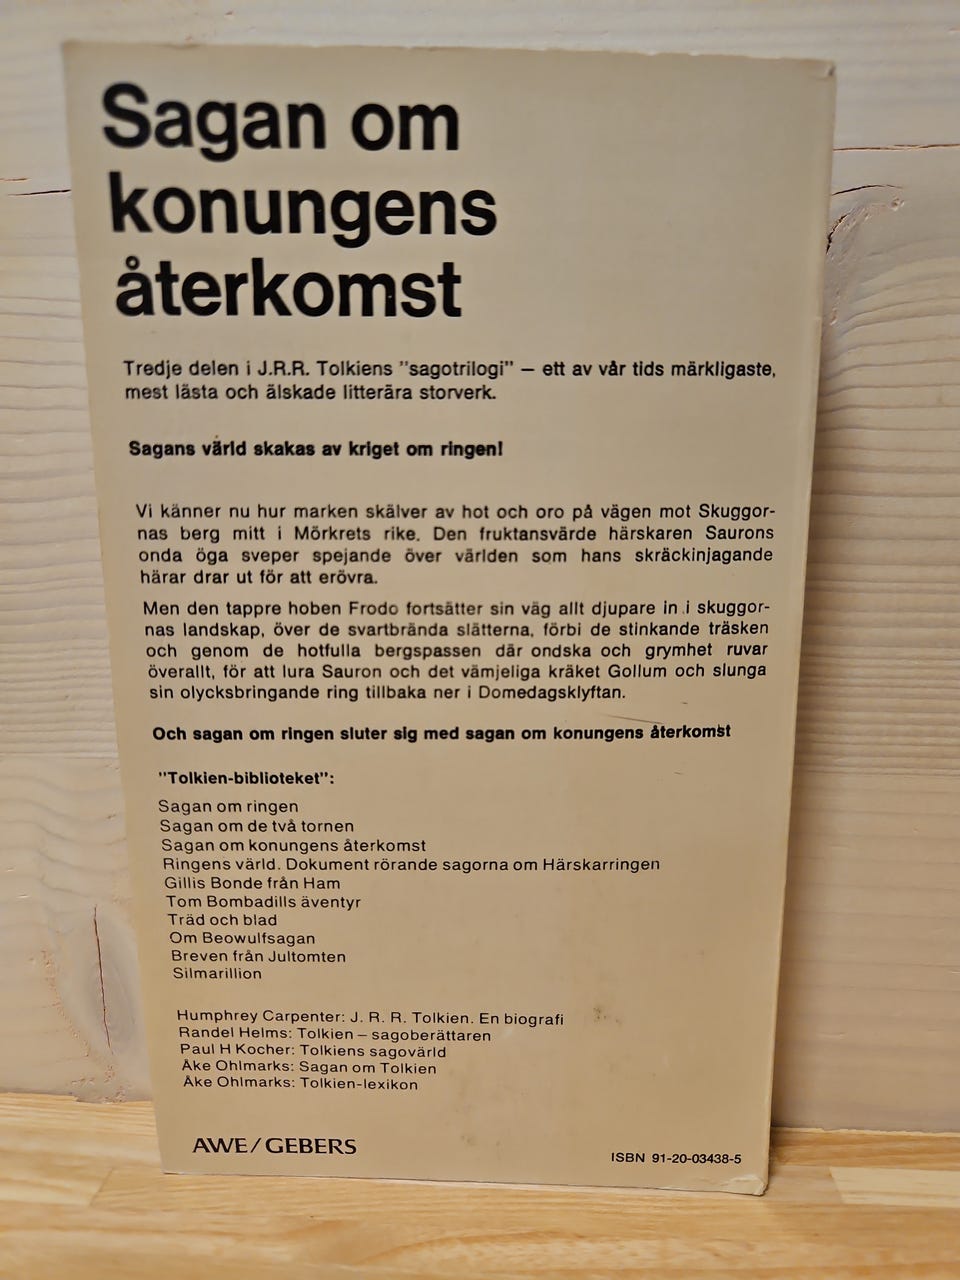 Sagan om
konungens
återkomst
Tredje delen i J.R.R. Tolkiens "sagotrilogi" – ett av vår tids märkligaste,
mest lästa och älskade litterära storverk.
Sagans värld skakas av kriget om ringen!
Vi känner nu hur marken skälver av hot och oro på vägen mot Skuggor-
nas berg mitt i Mörkrets rike. Den fruktansvärde härskaren Saurons
onda öga sveper spejande över världen som hans skräckinjagande
härar drar ut för att erövra.
Men den tappre hoben Frodo fortsätter sin väg allt djupare in i skuggor-
nas landskap, över de svartbrända slätterna, förbi de stinkande träsken
och genom de hotfulla bergspassen där ondska och grymhet ruvar
överallt, för att lura Sauron och det vämjeliga kräket Gollum och slunga
sin olycksbringande ring tillbaka ner i Domedagsklyftan.
Och sagan om ringen sluter sig med sagan om konungens återkomst
"Tolkien-biblioteket":
Sagan om ringen
Sagan om de två tornen
Sagan om konungens återkomst
Ringens värld. Dokument rörande sagorna om Härskarringen
Gillis Bonde från Ham
Tom Bombadills äventyr
Träd och blad
Om Beowulfsagan
Breven från Jultomten
Silmarillion
Humphrey Carpenter: J. R. R. Tolkien. En biografi
Randel Helms: Tolkien – sagoberättaren
Paul H Kocher: Tolkiens sagovärld
Åke Ohlmarks: Sagan om Tolkien
Åke Ohlmarks: Tolkien-lexikon
AWE/GEBERS
ISBN 91-20-03438-5